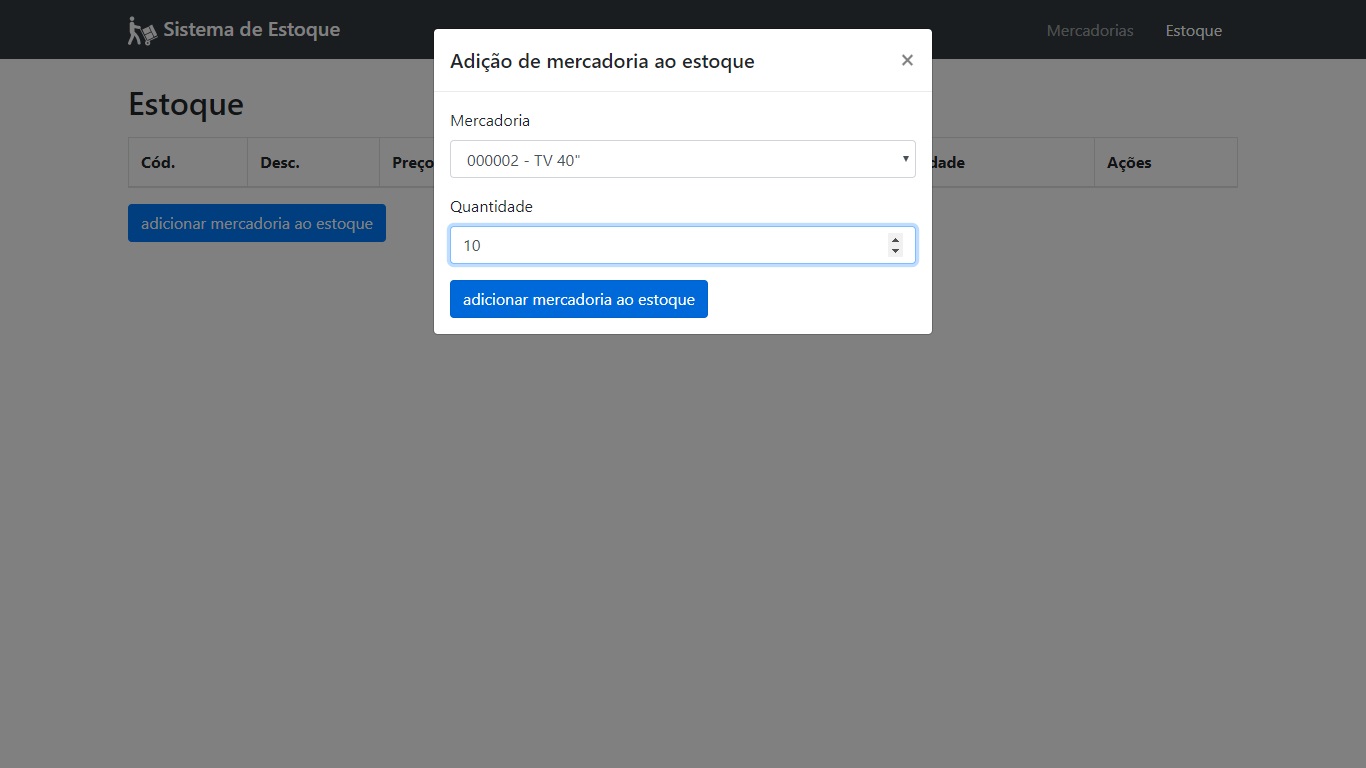 Sistema de Estoque
Mercadorias
Estoque
Adição de mercadoria ao estoque
×
Estoque
Mercadoria
000002 - TV 40"
Cód.
Desc.
Preço
dade
Ações
Quantidade
10
adicionar mercadoria ao estoque
adicionar mercadoria ao estoque